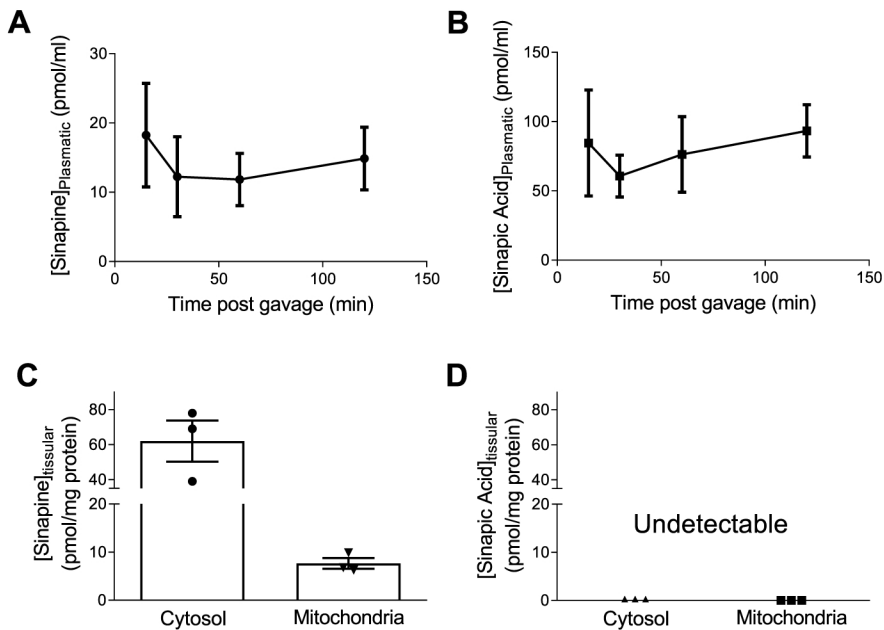 A
[Sinapine]Plasmatic (pmol/ml)
30
20
10
0
0 50 100 150
Time post gavage (min)
B
[Sinapic Acid]Plasmatic (pmol/ml)
150
100
50
0
0 50 100 150
Time post gavage (min)
C
[Sinapine]tissular
(pmol/mg protein)
80
60
40
20
10
0
Cytosol Mitochondria
D
[Sinapic Acid]tissular
(pmol/mg protein)
80
60
40
20
10
0
Undetectable
Cytosol Mitochondria